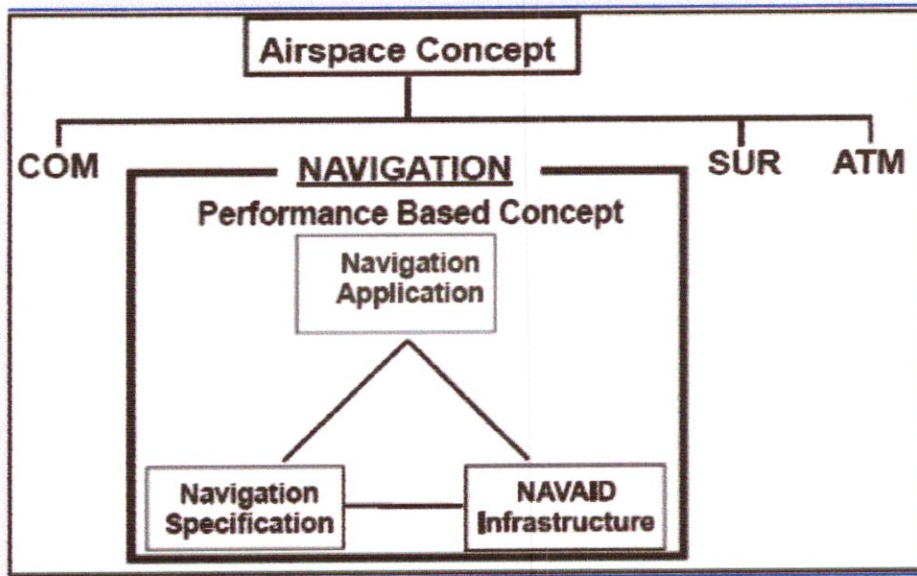 Airspace Concept
COM
NAVIGATION
SUR
ATM
Performance Based Concept
Navigation
Application
Navigation
Specification
NAVAID
Infrastructure